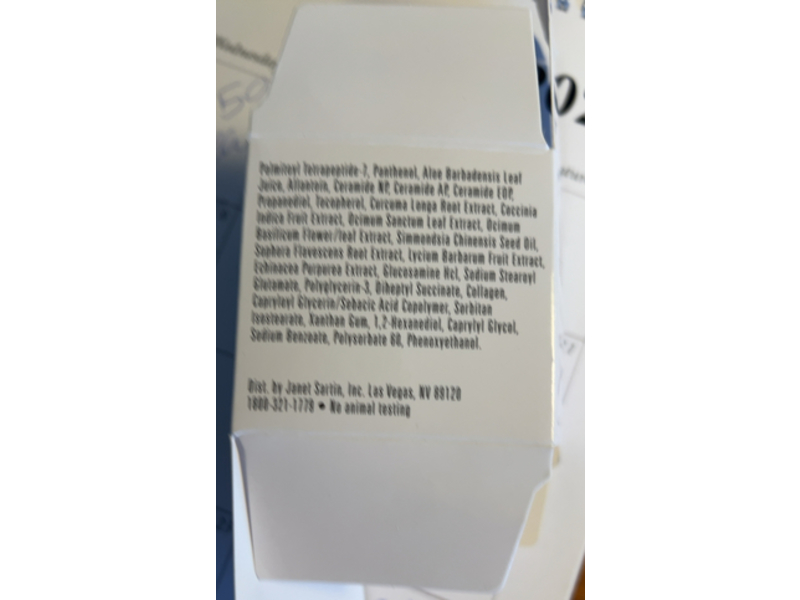 Palmitoyl Tetrapeptide-7, Panthenol, Aloe Barbadensis Leaf
Juice, Allantoin, Ceramide NP, Ceramide AP, Ceramide EOP,
Propanediol, Tocopherol, Curcuma Longa Root Extract, Coccinia
Indica Fruit Extract, Ocimum Sanctum Leaf Extract, Ocimum
Basilicum Flower/leaf Extract, Simmondsia Chinensis Seed Oil,
Sophora Flavescens Root Extract, Lycium Barbarum Fruit Extract,
Echinacea Purpurea Extract, Glucosamine Hcl, Sodium Stearoyl
Glutamate, Polyglycerin-3, Diheptyl Succinate, Collagen,
Capryloyl Glycerin/Sebacic Acid Copolymer, Sorbitan
Isostearate, Xanthan Gum, 1,2-Hexanediol, Caprylyl Glycol,
Sodium Benzoate, Polysorbate 60, Phenoxyethanol.
Dist. by Janet Sartin, Inc. Las Vegas, NV 89120
1800-321-1778 • No animal testing